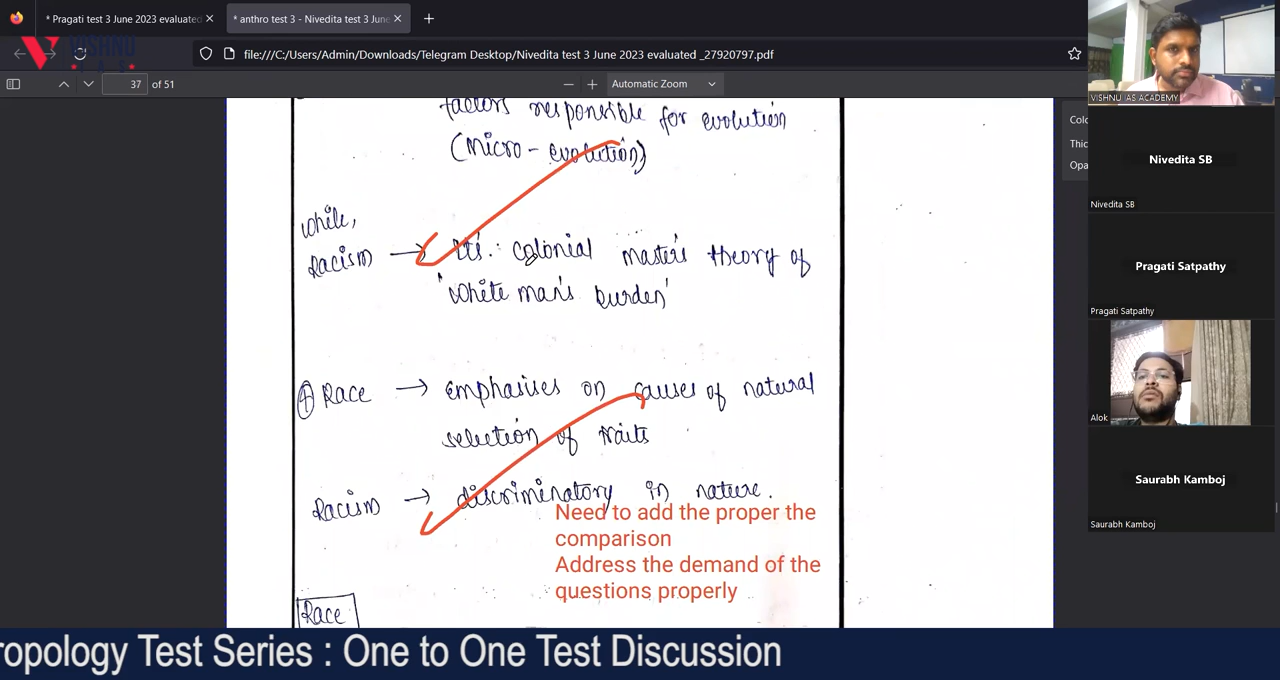 * Pragati test 3 June 2023 evaluated
* anthro test 3 - Nivedita test 3 June
VISHNU
IAS
file:///C:/Users/Admin/Downloads/Telegram Desktop/Nivedita test 3 June 2023 evaluated _27920797.pdf
37 of 51
Automatic Zoom
factors responsible for evolution
(Micro - evolution)
while,
Racism → colonial master's theory of
'White man's burden'
Race → emphasises on causes of natural
selection of traits
Racism → discriminatory in nature.
Need to add the proper the
comparison
Address the demand of the
questions properly
Race
Colo
Thic
Opa
VISHNU IAS ACADEMY
Nivedita SB
Nivedita SB
Pragati Satpathy
Pragati Satpathy
Alok
Saurabh Kamboj
Saurabh Kamboj
ropology Test Series : One to One Test Discussion